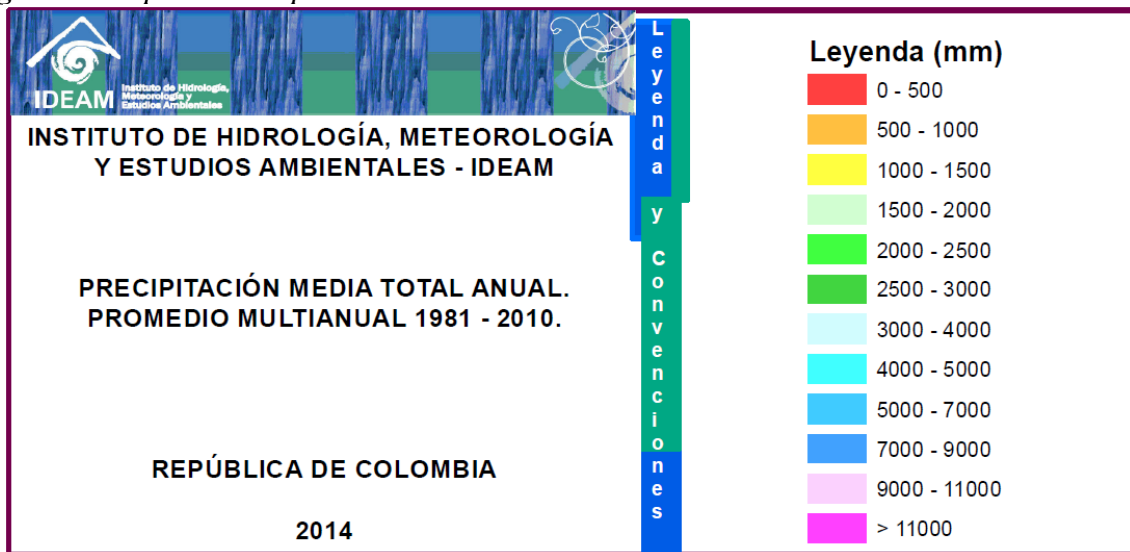 IDEAM
Instituto de Hidrología,
Meteorología y
Estudios Ambientales
INSTITUTO DE HIDROLOGÍA, METEOROLOGÍA
Y ESTUDIOS AMBIENTALES - IDEAM
PRECIPITACIÓN MEDIA TOTAL ANUAL.
PROMEDIO MULTIANUAL 1981 - 2010.
REPÚBLICA DE COLOMBIA
2014
Leyenda y Convenciones
Leyenda (mm)
0 - 500
500 - 1000
1000 - 1500
1500 - 2000
2000 - 2500
2500 - 3000
3000 - 4000
4000 - 5000
5000 - 7000
7000 - 9000
9000 - 11000
> 11000